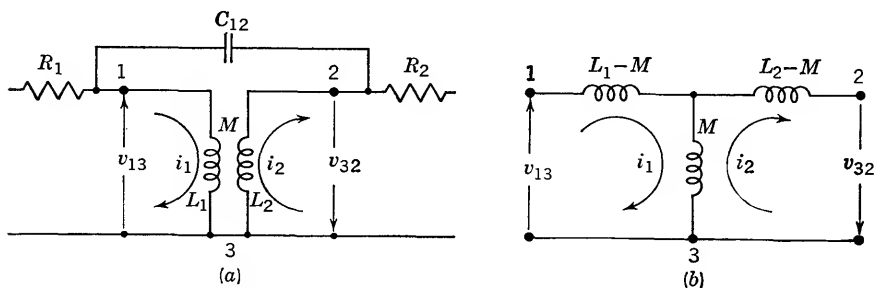 C₁₂
R₁
1
2
R₂
M
v₁₃
i₁
i₂
v₃₂
L₁
L₂
3
(a)
1
L₁−M
L₂−M
2
M
v₁₃
i₁
i₂
v₃₂
3
(b)